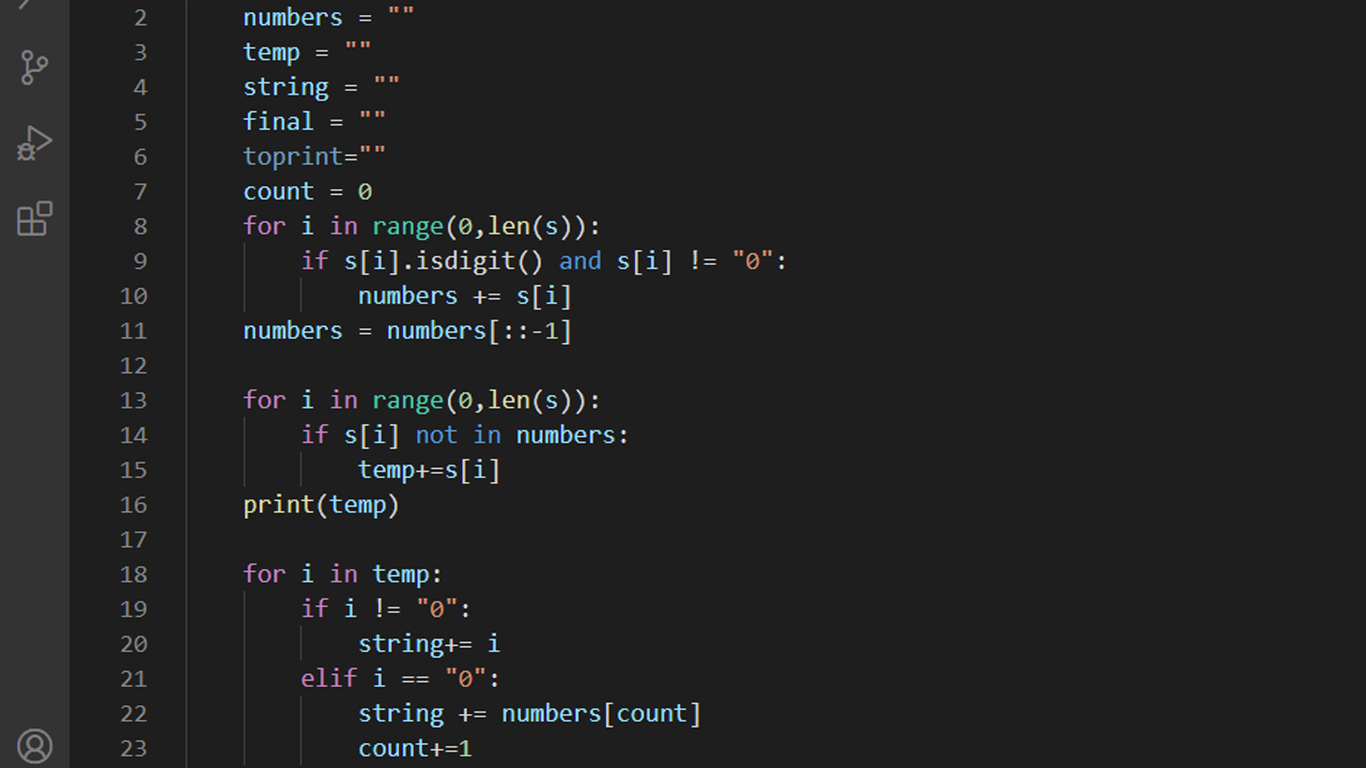 2 numbers = ""
3 temp = ""
4 string = ""
5 final = ""
6 toprint=""
7 count = 0
8 for i in range(0,len(s)):
9 if s[i].isdigit() and s[i] != "0":
10 numbers += s[i]
11 numbers = numbers[::-1]
12
13 for i in range(0,len(s)):
14 if s[i] not in numbers:
15 temp+=s[i]
16 print(temp)
17
18 for i in temp:
19 if i != "0":
20 string+= i
21 elif i == "0":
22 string += numbers[count]
23 count+=1